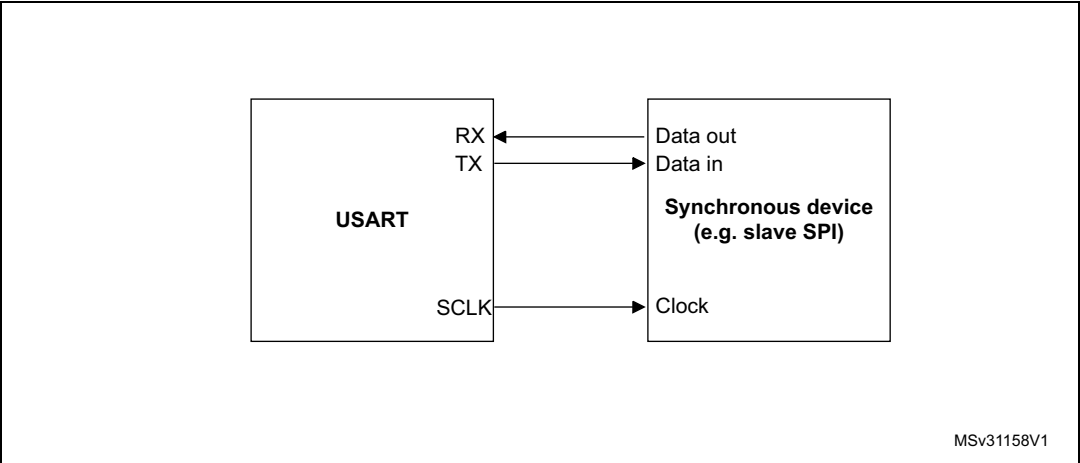 RX
Data out
TX
Data in
USART
Synchronous device
(e.g. slave SPI)
SCLK
Clock
MSv31158V1